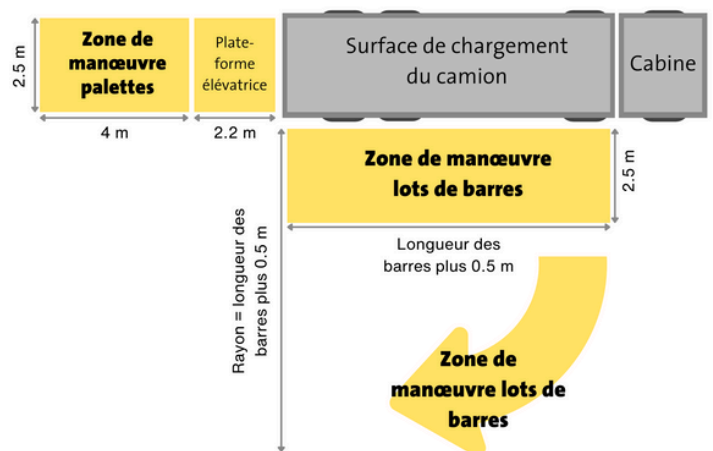 Zone de
manœuvre
palettes
Plate-
forme
élévatrice
Surface de chargement
du camion
Cabine
2.5 m
4 m
2.2 m
Zone de manœuvre
lots de barres
2.5 m
Longueur des
barres plus 0.5 m
Rayon = longueur des
barres plus 0.5 m
Zone de
manœuvre lots de
barres